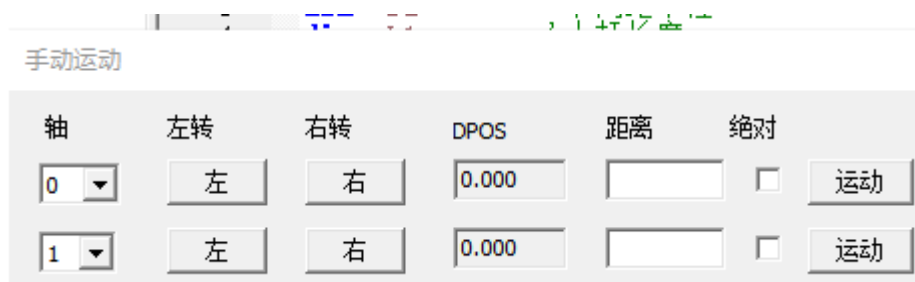 手动运动
轴 左转 右转 DPOS 距离 绝对
0 左 右 0.000 运动
1 左 右 0.000 运动